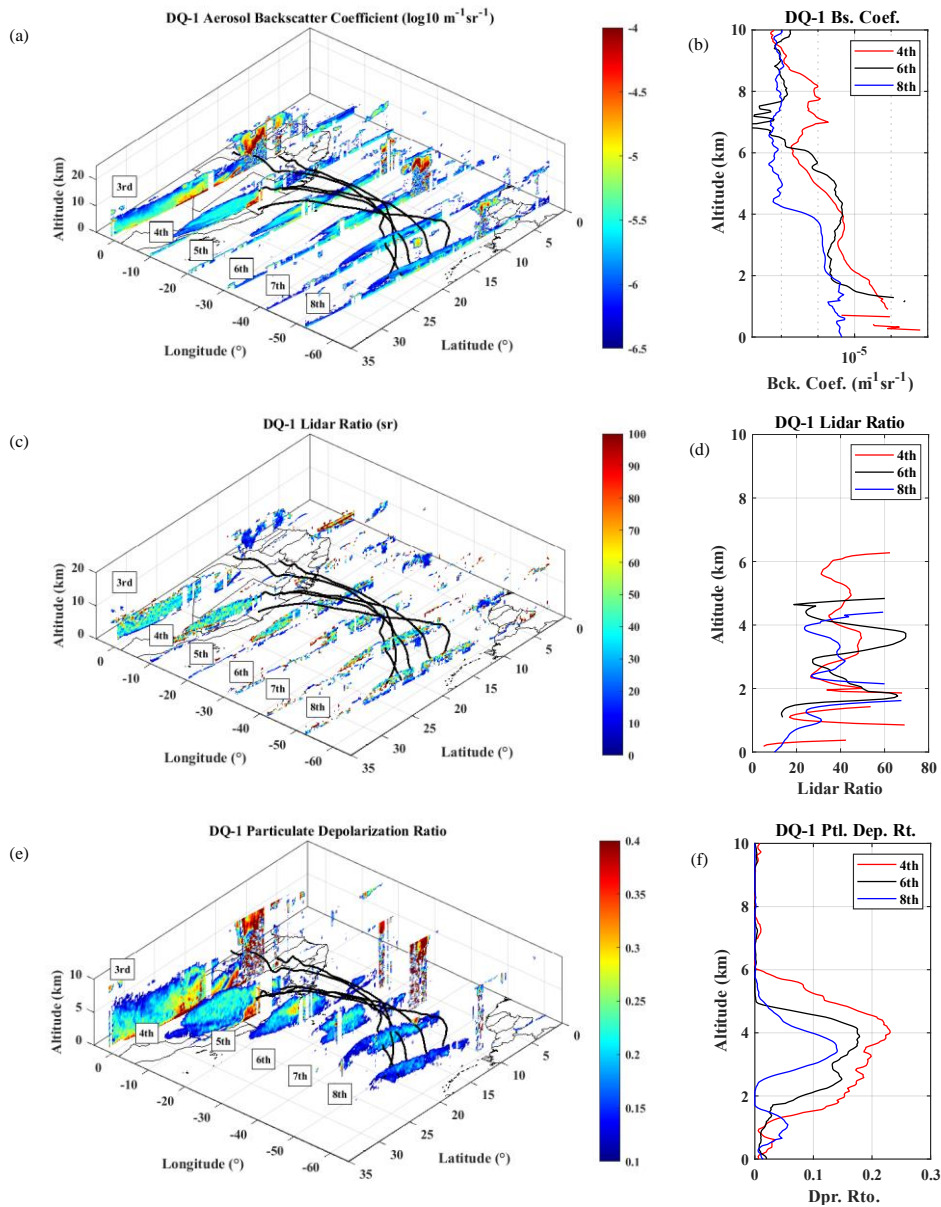 (a)
DQ-1 Aerosol Backscatter Coefficient (log10 m⁻¹sr⁻¹)
Altitude (km)
20
10
0
3rd
4th
5th
6th
7th
8th
0
-10
-20
-30
-40
-50
-60
Longitude (°)
35
30
25
20
15
10
5
0
Latitude (°)
-4
-4.5
-5
-5.5
-6
-6.5
(b)
DQ-1 Bs. Coef.
4th
6th
8th
Altitude (km)
10
8
6
4
2
0
10⁻⁵
Bck. Coef. (m⁻¹sr⁻¹)
(c)
DQ-1 Lidar Ratio (sr)
Altitude (km)
20
10
0
3rd
4th
5th
6th
7th
8th
0
-10
-20
-30
-40
-50
-60
Longitude (°)
35
30
25
20
15
10
5
0
Latitude (°)
100
90
80
70
60
50
40
30
20
10
0
(d)
DQ-1 Lidar Ratio
4th
6th
8th
Altitude (km)
10
8
6
4
2
0
0 20 40 60 80
Lidar Ratio
(e)
DQ-1 Particulate Depolarization Ratio
Altitude (km)
10
5
0
3rd
4th
5th
6th
7th
8th
0
-10
-20
-30
-40
-50
-60
Longitude (°)
35
30
25
20
15
10
5
0
Latitude (°)
0.4
0.35
0.3
0.25
0.2
0.15
0.1
(f)
DQ-1 Ptl. Dep. Rt.
4th
6th
8th
Altitude (km)
10
8
6
4
2
0
0 0.1 0.2 0.3
Dpr. Rto.